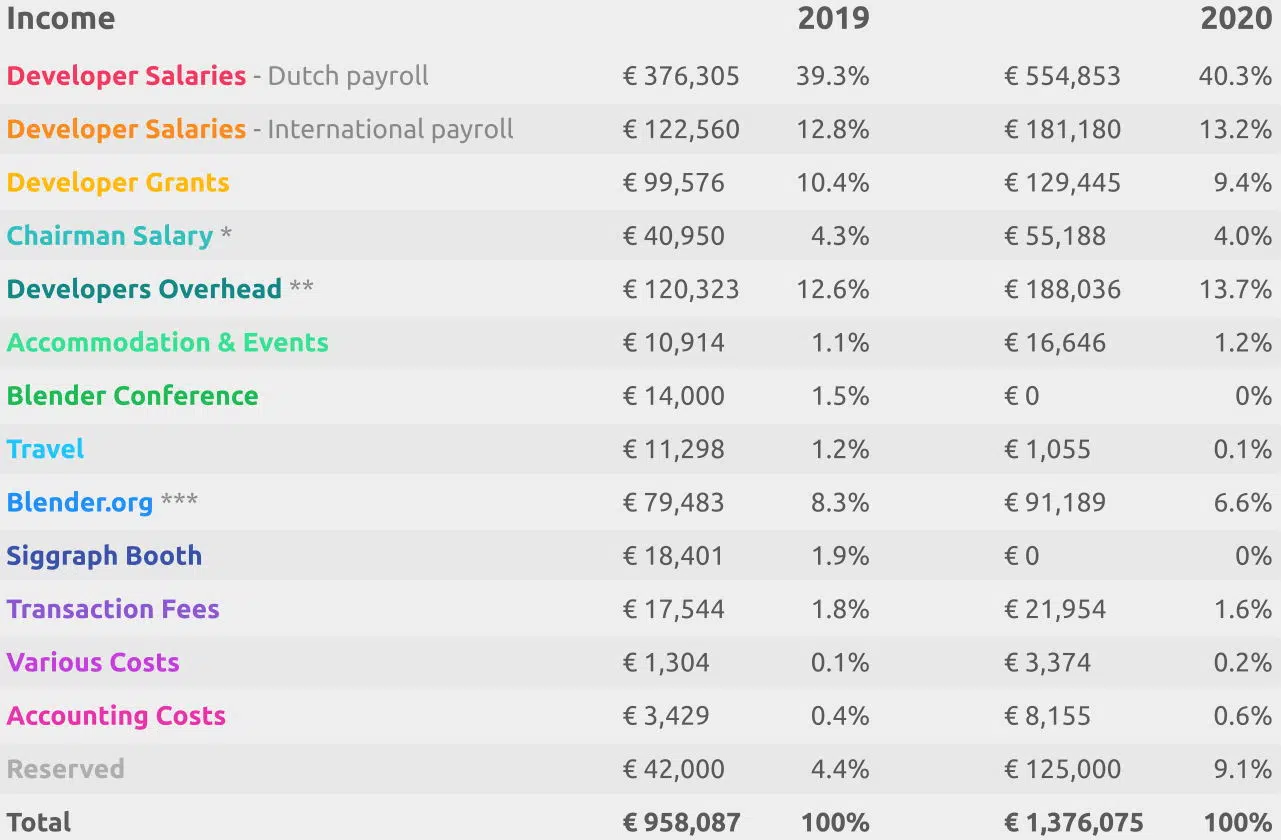 Income 2019 2020
Developer Salaries - Dutch payroll € 376,305 39.3% € 554,853 40.3%
Developer Salaries - International payroll € 122,560 12.8% € 181,180 13.2%
Developer Grants € 99,576 10.4% € 129,445 9.4%
Chairman Salary * € 40,950 4.3% € 55,188 4.0%
Developers Overhead ** € 120,323 12.6% € 188,036 13.7%
Accommodation & Events € 10,914 1.1% € 16,646 1.2%
Blender Conference € 14,000 1.5% € 0 0%
Travel € 11,298 1.2% € 1,055 0.1%
Blender.org *** € 79,483 8.3% € 91,189 6.6%
Siggraph Booth € 18,401 1.9% € 0 0%
Transaction Fees € 17,544 1.8% € 21,954 1.6%
Various Costs € 1,304 0.1% € 3,374 0.2%
Accounting Costs € 3,429 0.4% € 8,155 0.6%
Reserved € 42,000 4.4% € 125,000 9.1%
Total € 958,087 100% € 1,376,075 100%